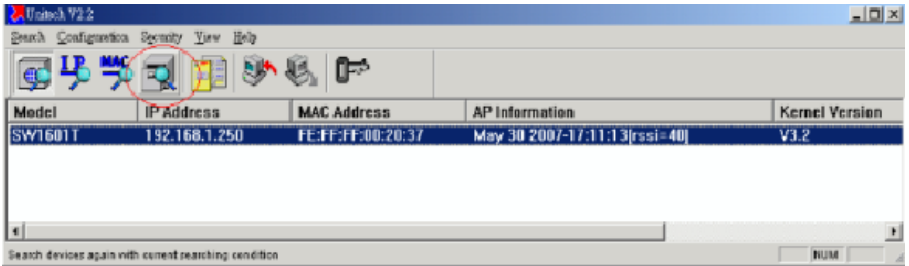 Unitech V2.2
Search Configuration Security View Help
IP MAC
Model IP Address MAC Address AP Information Kernel Version
SW1601T 192.168.1.250 FE:FF:FF:00:20:37 May 30 2007-17:11:13[rssi=40] V3.2
Search devices again with current searching condition NUM